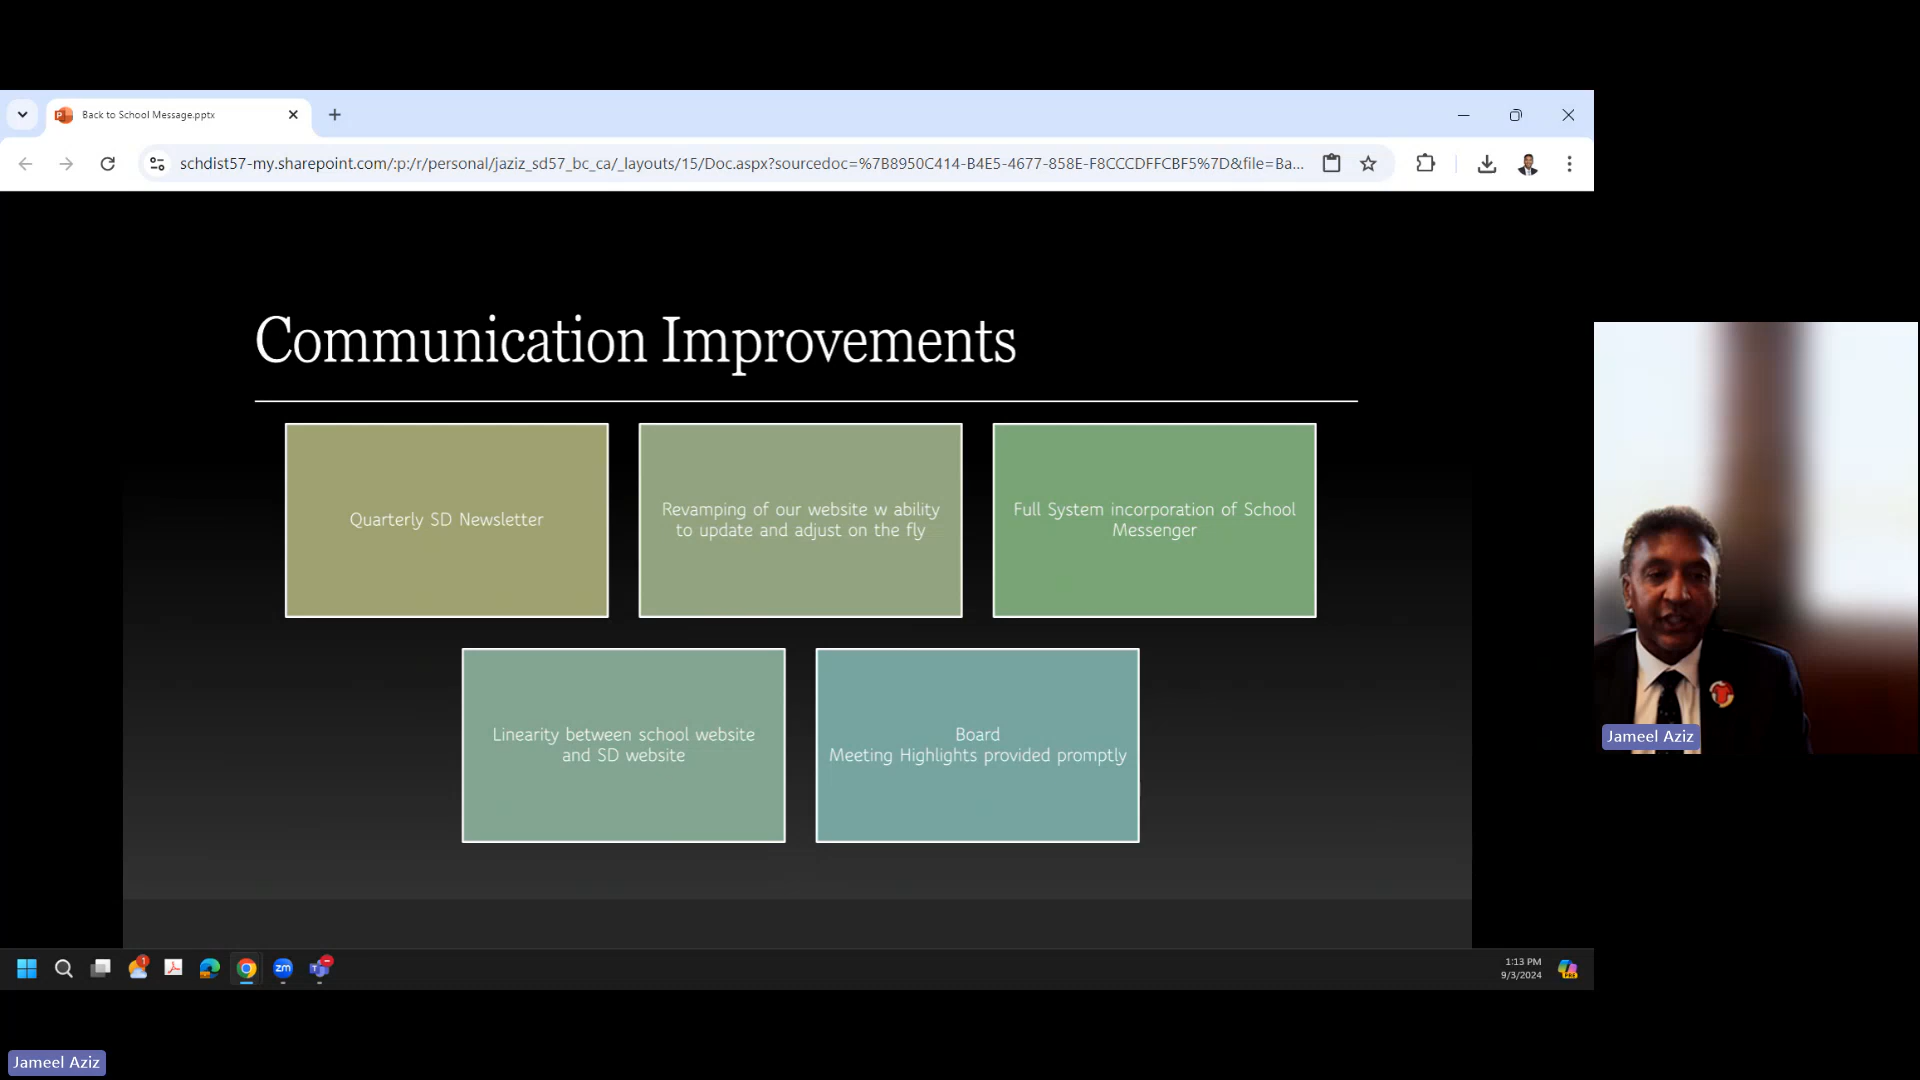 Back to School Message.pptx
schdist57-my.sharepoint.com/:p:/r/personal/jaziz_sd57_bc_ca/_layouts/15/Doc.aspx?sourcedoc=%7B8950C414-B4E5-4677-858E-F8CCCDFFCBF5%7D&file=Ba...
Communication Improvements
Quarterly SD Newsletter
Revamping of our website w ability
to update and adjust on the fly
Full System incorporation of School
Messenger
Linearity between school website
and SD website
Board
Meeting Highlights provided promptly
Jameel Aziz
1
zm
T
PRE
1:13 PM
9/3/2024
Jameel Aziz